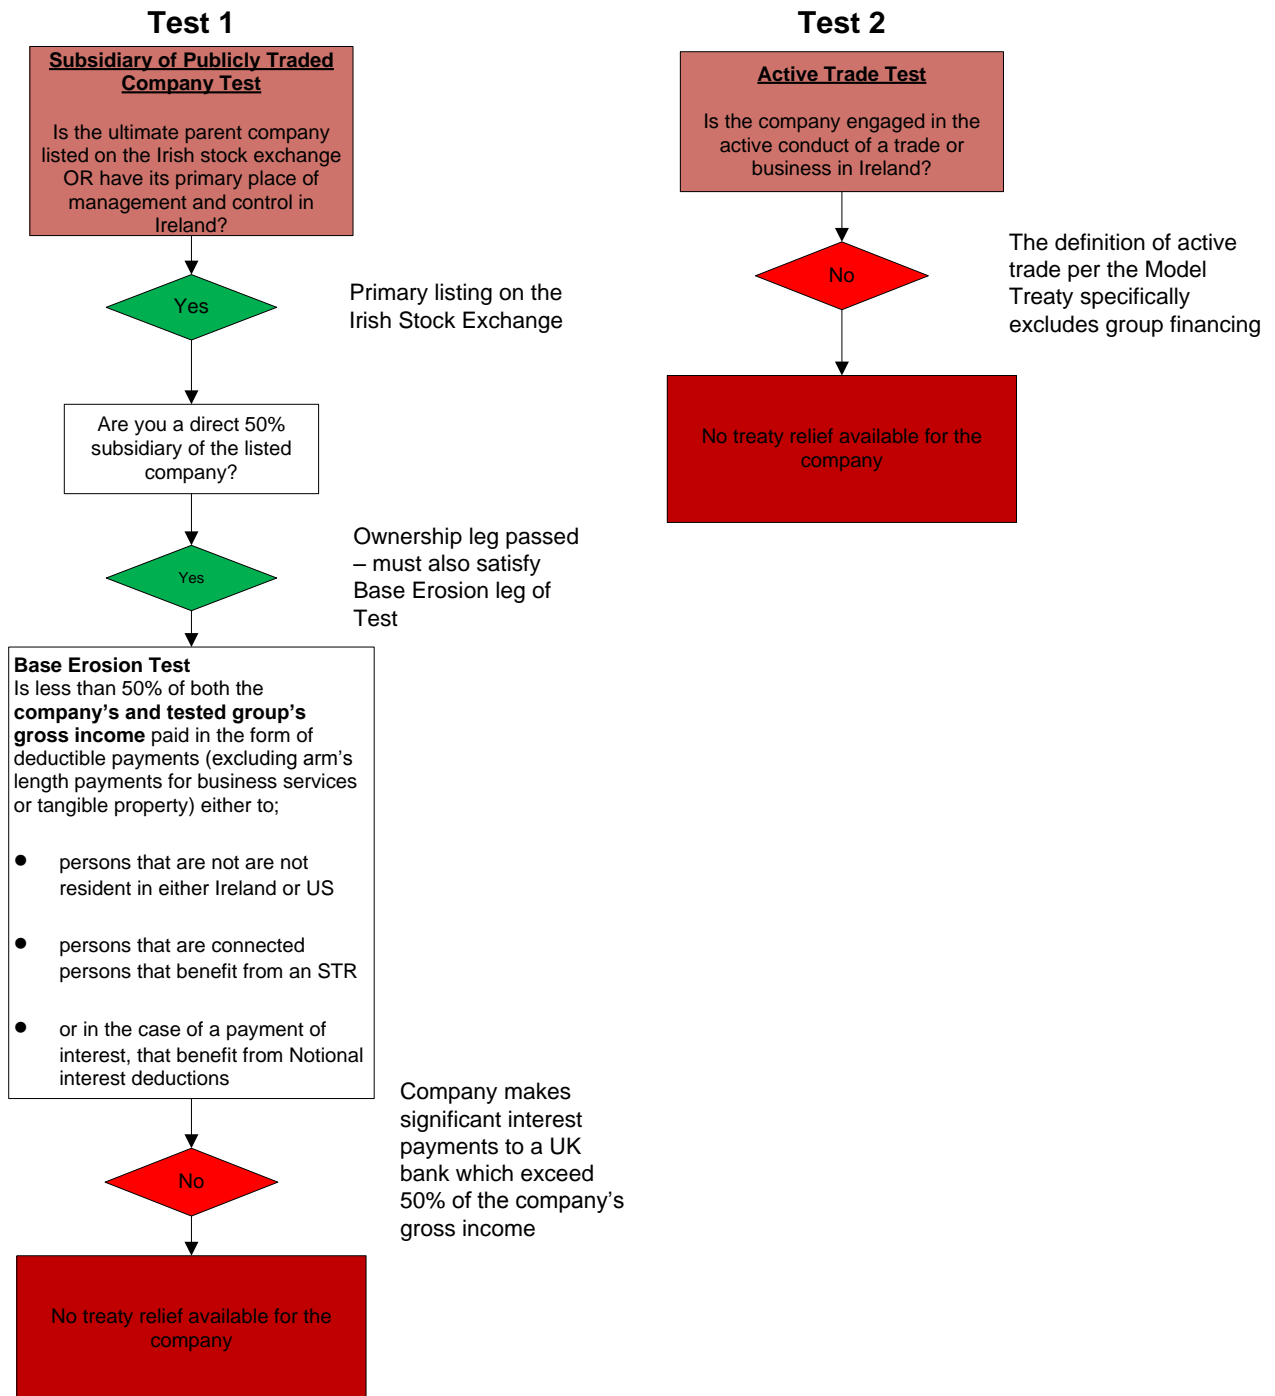 Test 1
Subsidiary of Publicly Traded
Company Test
Is the ultimate parent company
listed on the Irish stock exchange
OR have its primary place of
management and control in
Ireland?
Yes
Primary listing on the
Irish Stock Exchange
Are you a direct 50%
subsidiary of the listed
company?
Yes
Ownership leg passed
– must also satisfy
Base Erosion leg of
Test
Base Erosion Test
Is less than 50% of both the
company’s and tested group’s
gross income paid in the form of
deductible payments (excluding arm’s
length payments for business services
or tangible property) either to;
● persons that are not are not
resident in either Ireland or US
● persons that are connected
persons that benefit from an STR
● or in the case of a payment of
interest, that benefit from Notional
interest deductions
Company makes
significant interest
payments to a UK
bank which exceed
50% of the company’s
gross income
No
No treaty relief available for the
company
Test 2
Active Trade Test
Is the company engaged in the
active conduct of a trade or
business in Ireland?
No
The definition of active
trade per the Model
Treaty specifically
excludes group financing
No treaty relief available for the
company